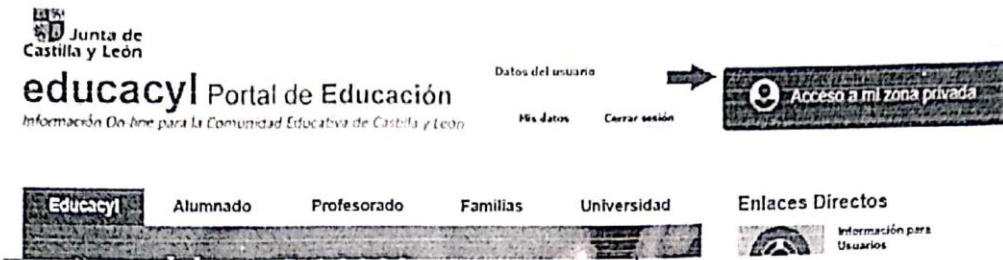 Junta de
Castilla y León
educacyl Portal de Educación
Información On-line para la Comunidad Educativa de Castilla y León
Datos del usuario
Mis datos Cerrar sesión
Acceso a mi zona privada
Educacyl Alumnado Profesorado Familias Universidad
Enlaces Directos
Información para
Usuarios